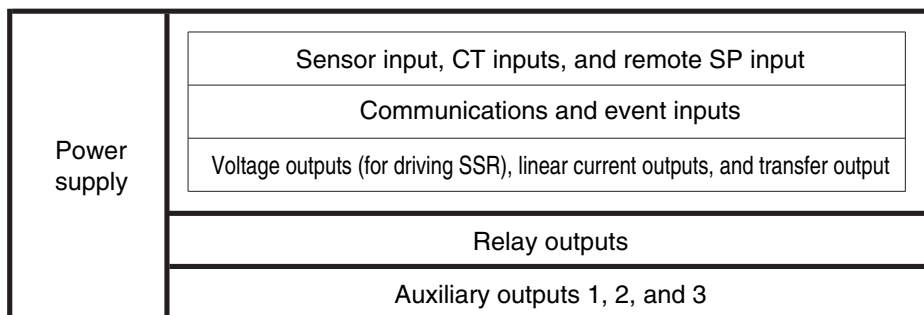 Power
supply
Sensor input, CT inputs, and remote SP input
Communications and event inputs
Voltage outputs (for driving SSR), linear current outputs, and transfer output
Relay outputs
Auxiliary outputs 1, 2, and 3